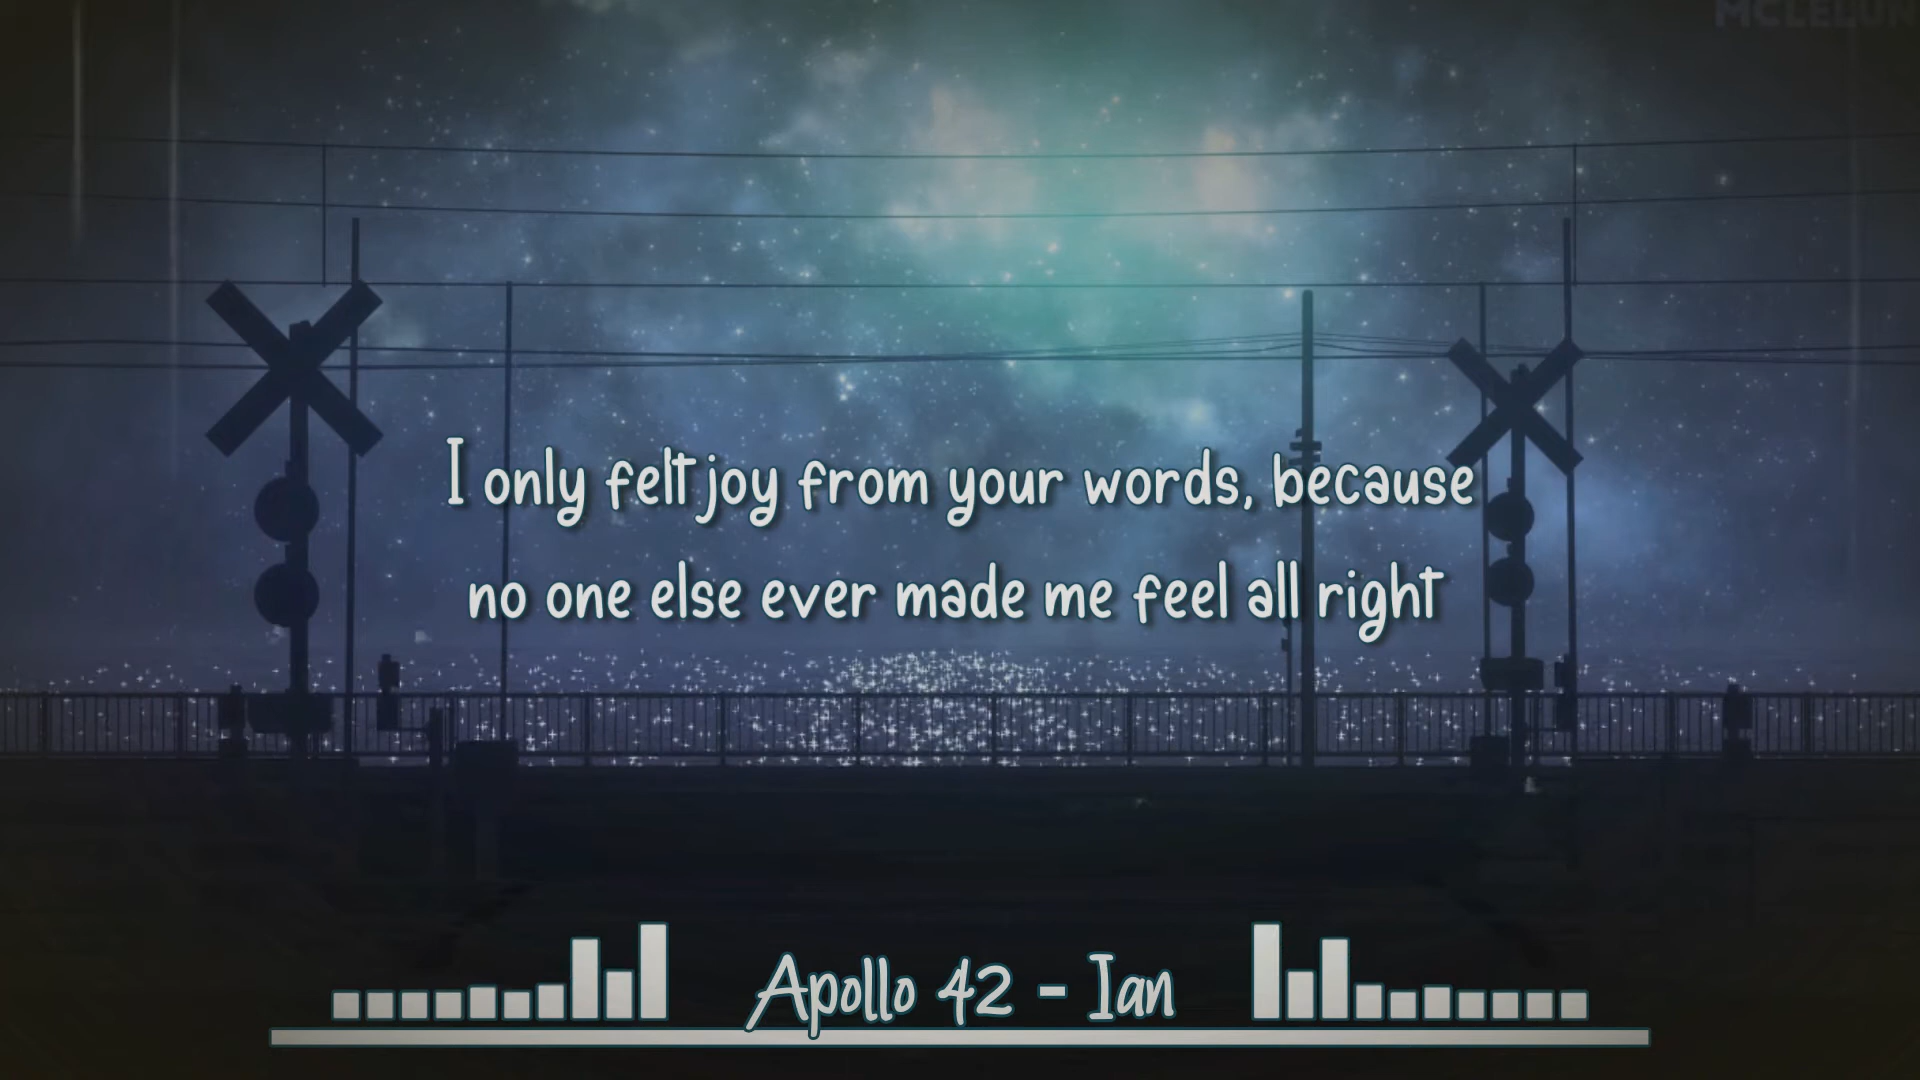 I only felt joy from your words, because
no one else ever made me feel all right
Apollo 42 - Ian